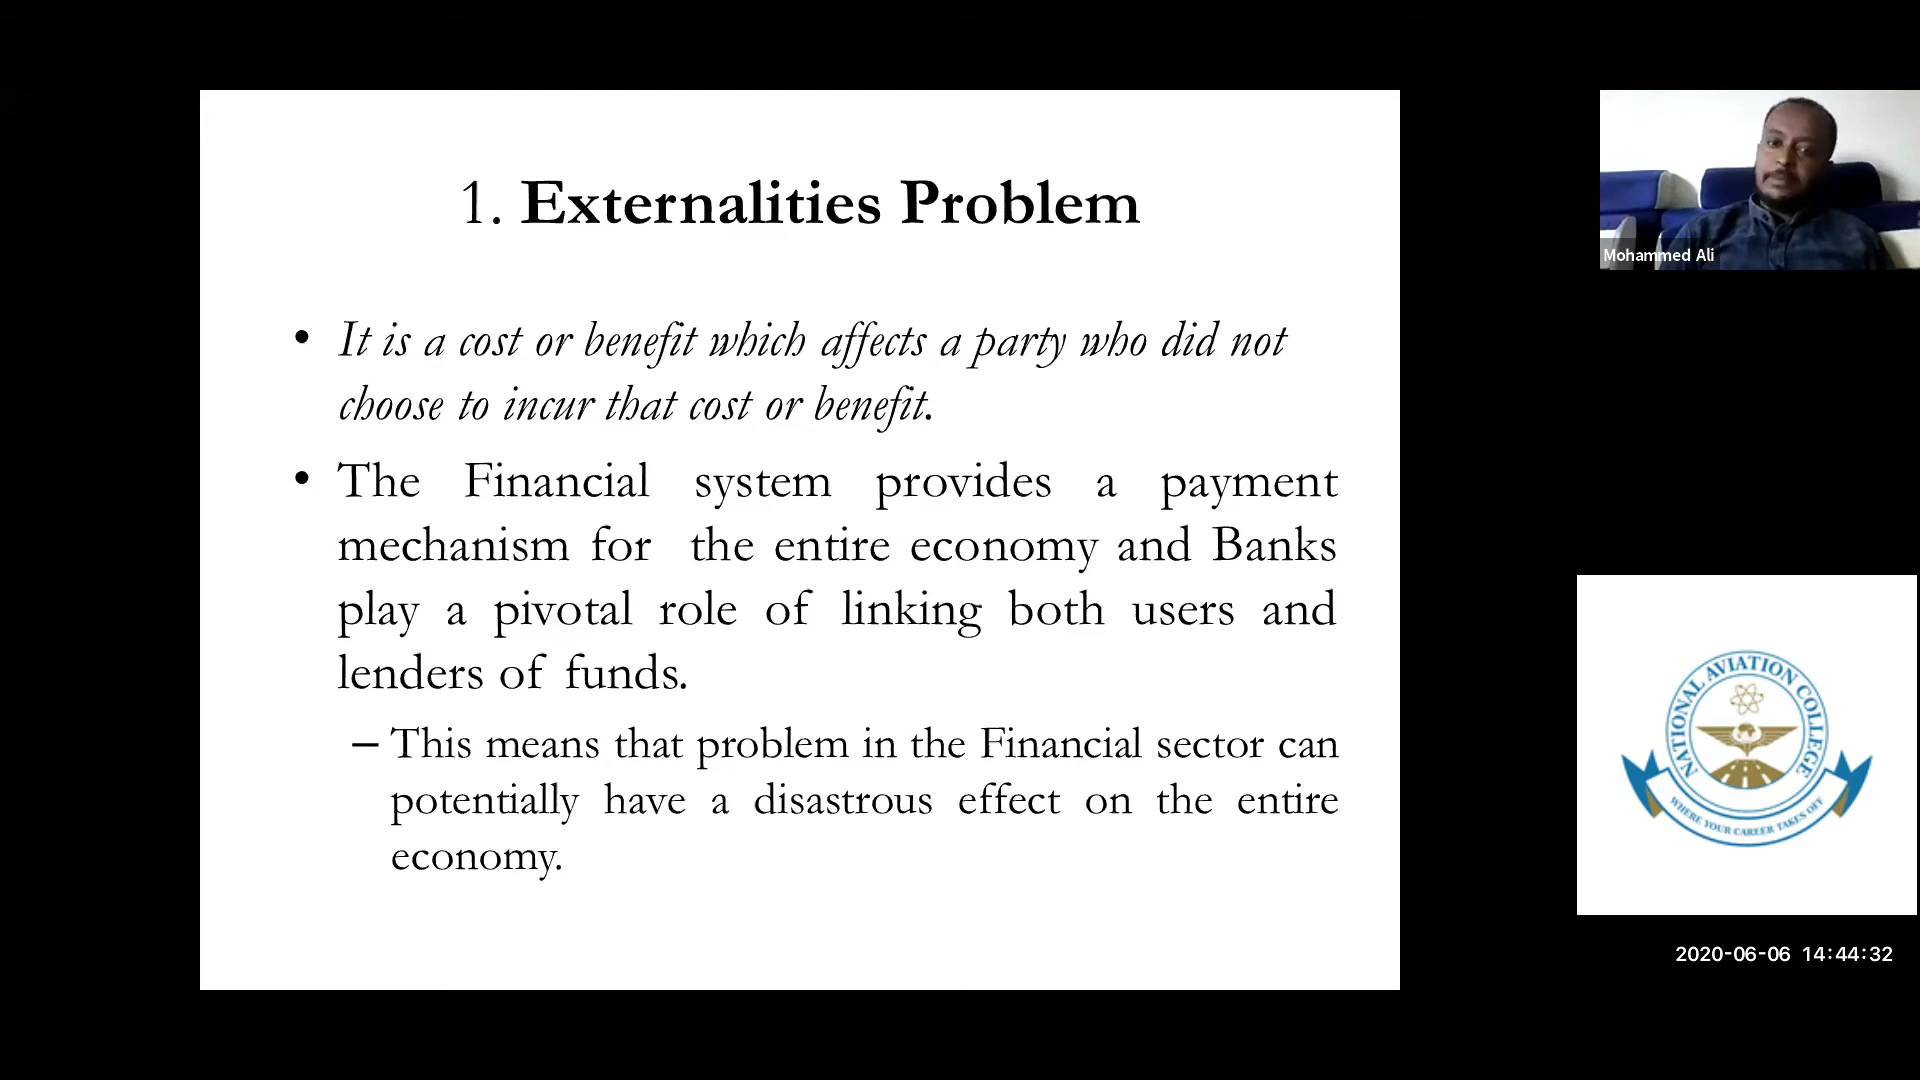 1. Externalities Problem
• It is a cost or benefit which affects a party who did not
choose to incur that cost or benefit.
• The Financial system provides a payment
mechanism for the entire economy and Banks
play a pivotal role of linking both users and
lenders of funds.
– This means that problem in the Financial sector can
potentially have a disastrous effect on the entire
economy.
Mohammed Ali
NATIONAL AVIATION COLLEGE
WHERE YOUR CAREER TAKES OFF
2020-06-06 14:44:32